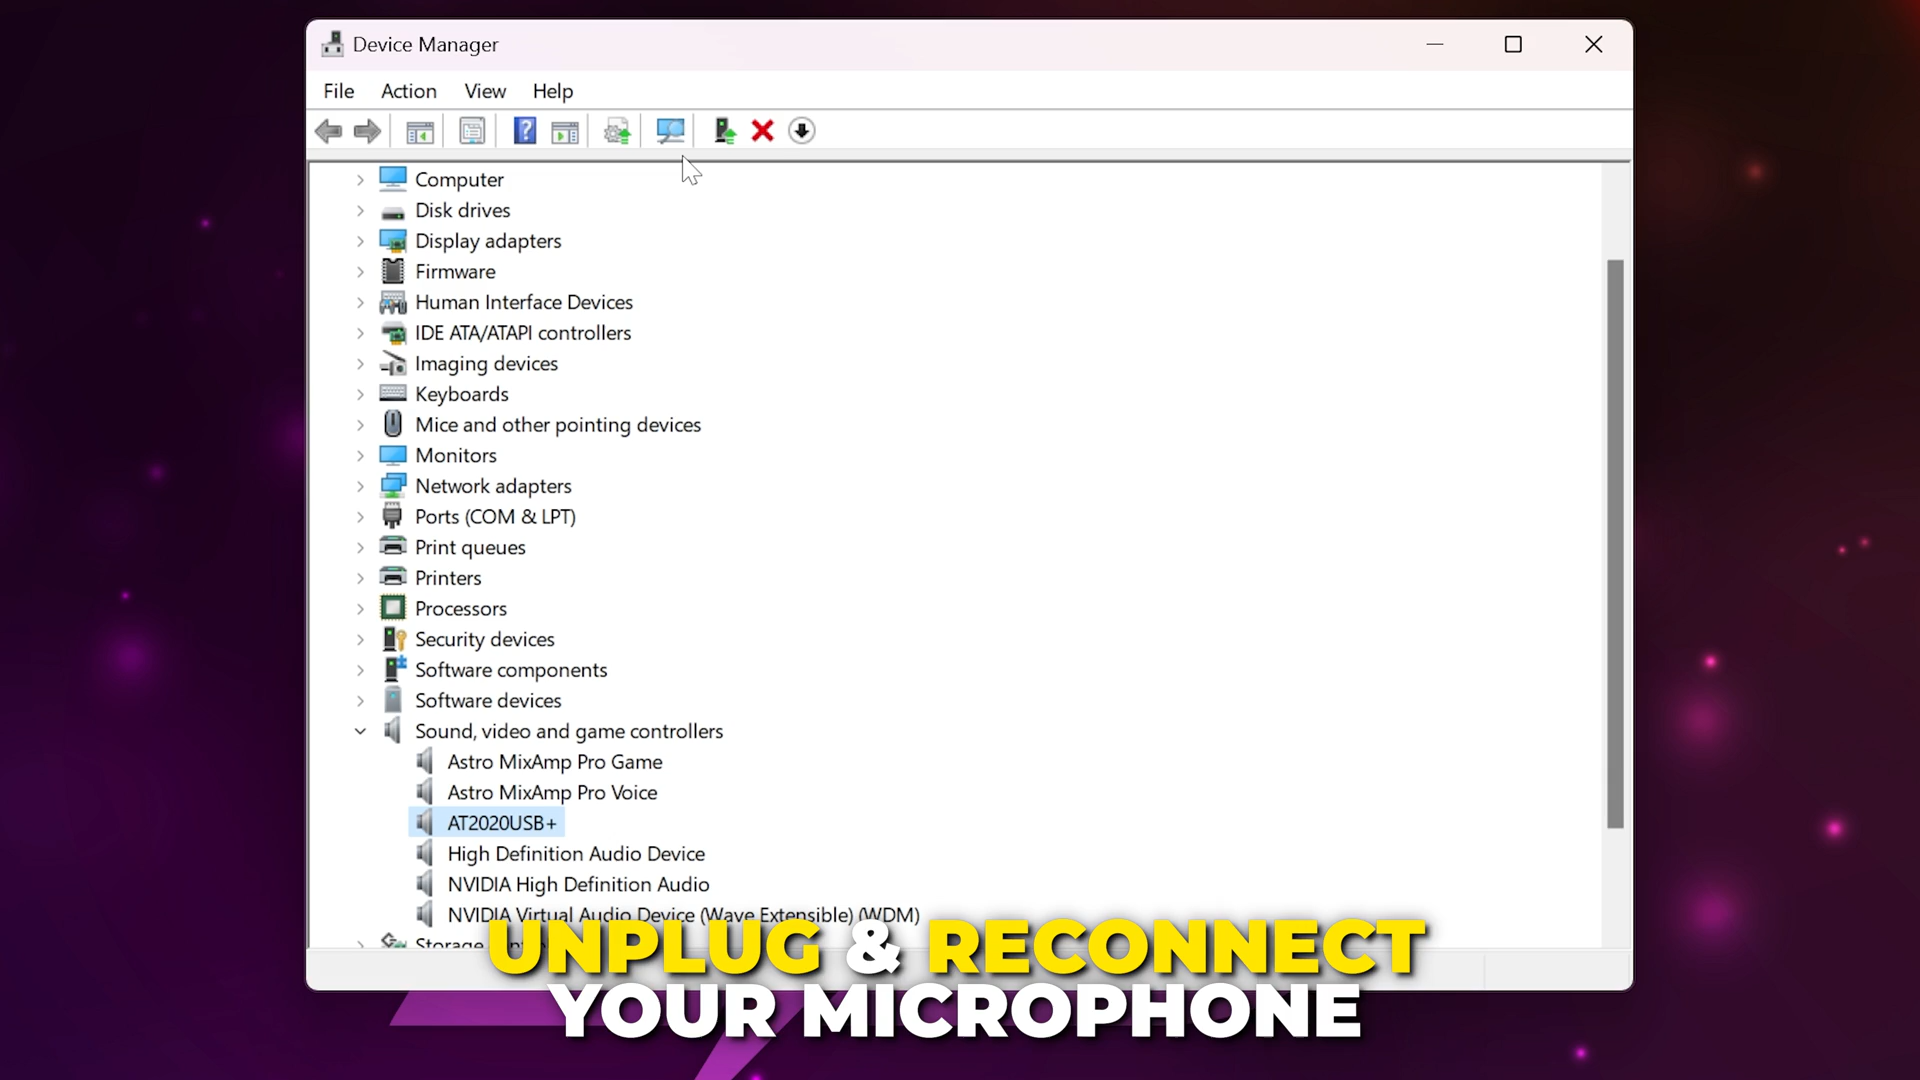 Device Manager
File Action View Help
Computer
Disk drives
Display adapters
Firmware
Human Interface Devices
IDE ATA/ATAPI controllers
Imaging devices
Keyboards
Mice and other pointing devices
Monitors
Network adapters
Ports (COM & LPT)
Print queues
Printers
Processors
Security devices
Software components
Software devices
Sound, video and game controllers
Astro MixAmp Pro Game
Astro MixAmp Pro Voice
AT2020USB+
High Definition Audio Device
NVIDIA High Definition Audio
NVIDIA Virtual Audio Device (Wave Extensible) (WDM)
Storage
UNPLUG & RECONNECT
YOUR MICROPHONE